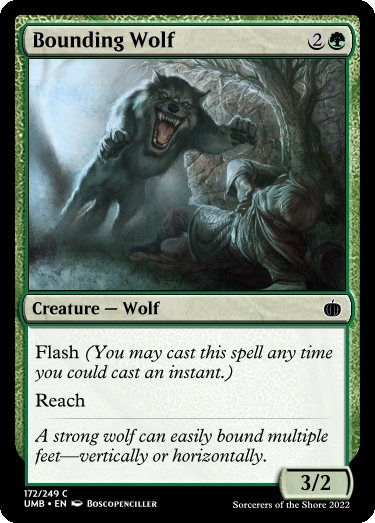 Bounding Wolf 2
Creature — Wolf
Flash (You may cast this spell any time
you could cast an instant.)
Reach
A strong wolf can easily bound multiple
feet—vertically or horizontally.
3/2
172/249 C
UMB • EN Boscopenciller
Sorcerers of the Shore 2022